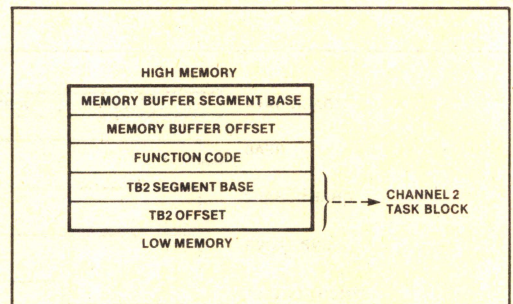 HIGH MEMORY
MEMORY BUFFER SEGMENT BASE
MEMORY BUFFER OFFSET
FUNCTION CODE
TB2 SEGMENT BASE
TB2 OFFSET
CHANNEL 2
TASK BLOCK
LOW MEMORY